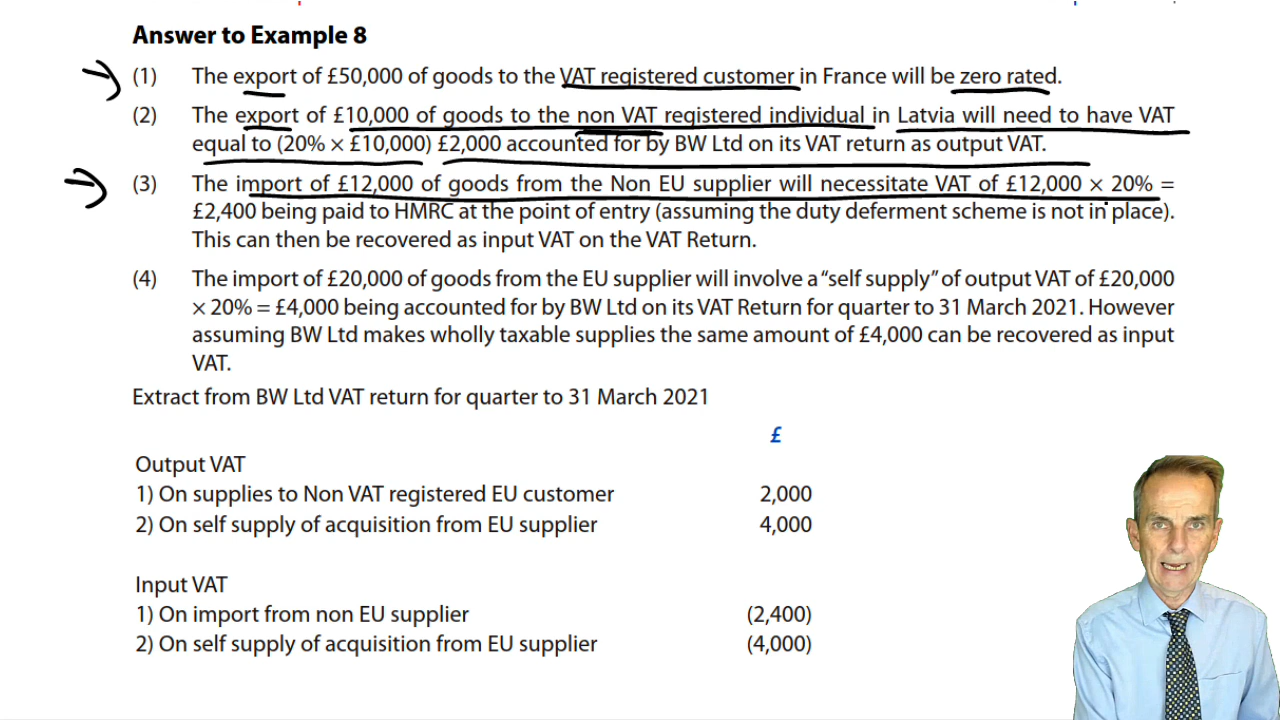 Answer to Example 8
(1) The export of £50,000 of goods to the VAT registered customer in France will be zero rated.
(2) The export of £10,000 of goods to the non VAT registered individual in Latvia will need to have VAT
equal to (20% × £10,000) £2,000 accounted for by BW Ltd on its VAT return as output VAT.
(3) The import of £12,000 of goods from the Non EU supplier will necessitate VAT of £12,000 × 20% =
£2,400 being paid to HMRC at the point of entry (assuming the duty deferment scheme is not in place).
This can then be recovered as input VAT on the VAT Return.
(4) The import of £20,000 of goods from the EU supplier will involve a “self supply” of output VAT of £20,000
× 20% = £4,000 being accounted for by BW Ltd on its VAT Return for quarter to 31 March 2021. However
assuming BW Ltd makes wholly taxable supplies the same amount of £4,000 can be recovered as input
VAT.
Extract from BW Ltd VAT return for quarter to 31 March 2021
£
Output VAT
1) On supplies to Non VAT registered EU customer 2,000
2) On self supply of acquisition from EU supplier 4,000
Input VAT
1) On import from non EU supplier (2,400)
2) On self supply of acquisition from EU supplier (4,000)